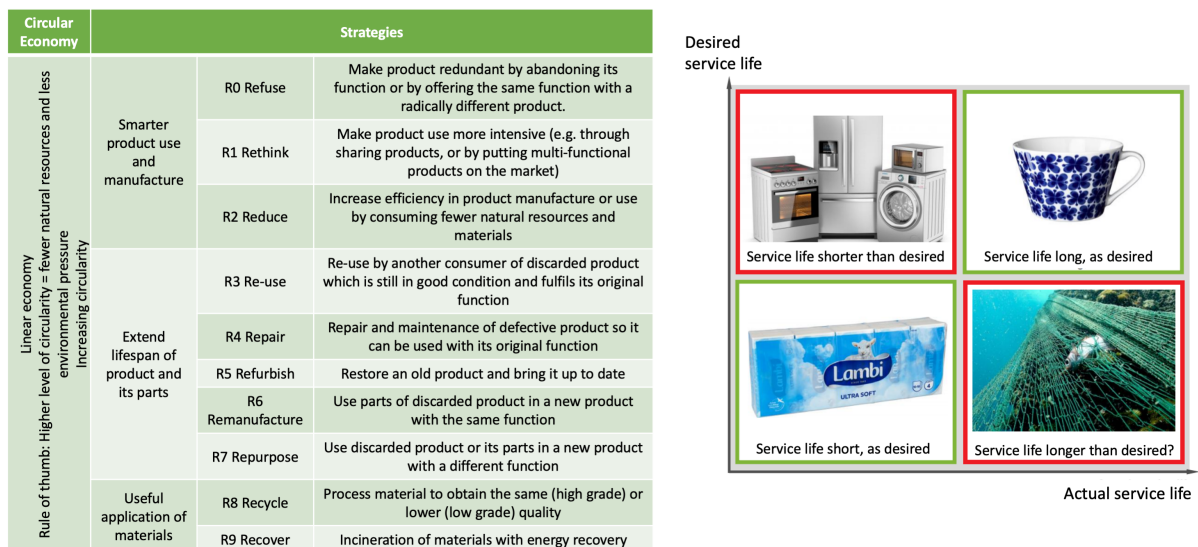 Circular
Economy
Strategies
Linear economy
Rule of thumb: Higher level of circularity = fewer natural resources and less
environmental pressure
Increasing circularity
Smarter
product use
and
manufacture
R0 Refuse
Make product redundant by abandoning its
function or by offering the same function with a
radically different product.
R1 Rethink
Make product use more intensive (e.g. through
sharing products, or by putting multi-functional
products on the market)
R2 Reduce
Increase efficiency in product manufacture or use
by consuming fewer natural resources and
materials
Extend
lifespan of
product and
its parts
R3 Re-use
Re-use by another consumer of discarded product
which is still in good condition and fulfils its original
function
R4 Repair
Repair and maintenance of defective product so it
can be used with its original function
R5 Refurbish
Restore an old product and bring it up to date
R6
Remanufacture
Use parts of discarded product in a new product
with the same function
R7 Repurpose
Use discarded product or its parts in a new product
with a different function
Useful
application of
materials
R8 Recycle
Process material to obtain the same (high grade) or
lower (low grade) quality
R9 Recover
Incineration of materials with energy recovery
Desired
service life
Service life shorter than desired
Service life long, as desired
Lambi
ULTRA SOFT
Service life short, as desired
Service life longer than desired?
Actual service life